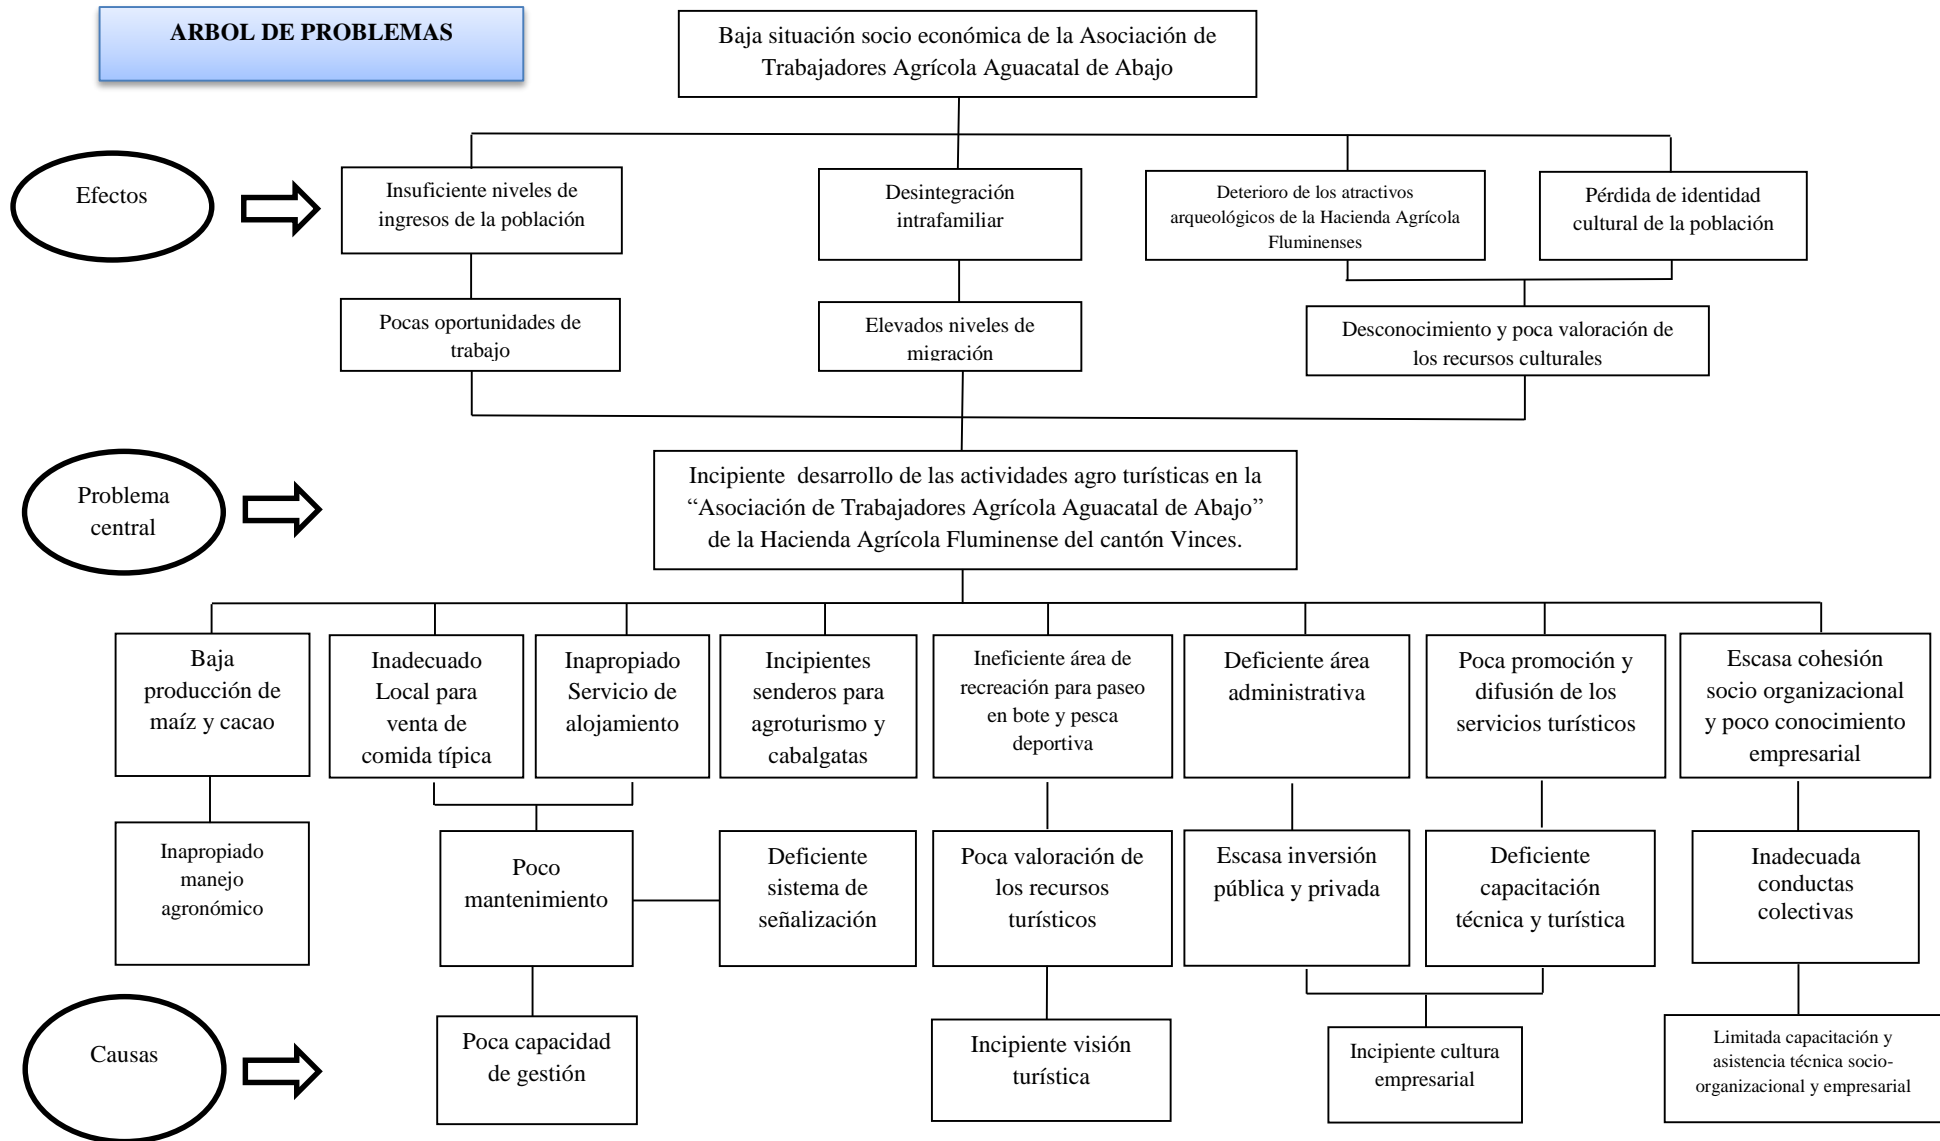 ARBOL DE PROBLEMAS
Baja situación socio económica de la Asociación de
Trabajadores Agrícola Aguacatal de Abajo
Efectos
Insuficiente niveles de
ingresos de la población
Desintegración
intrafamiliar
Deterioro de los atractivos
arqueológicos de la Hacienda Agrícola
Fluminenses
Pérdida de identidad
cultural de la población
Pocas oportunidades de
trabajo
Elevados niveles de
migración
Desconocimiento y poca valoración de
los recursos culturales
Problema
central
Incipiente desarrollo de las actividades agro turísticas en la
“Asociación de Trabajadores Agrícola Aguacatal de Abajo”
de la Hacienda Agrícola Fluminense del cantón Vinces.
Baja
producción de
maíz y cacao
Inadecuado
Local para
venta de
comida típica
Inapropiado
Servicio de
alojamiento
Incipientes
senderos para
agroturismo y
cabalgatas
Ineficiente área de
recreación para paseo
en bote y pesca
deportiva
Deficiente área
administrativa
Poca promoción y
difusión de los
servicios turísticos
Escasa cohesión
socio organizacional
y poco conocimiento
empresarial
Inapropiado
manejo
agronómico
Poco
mantenimiento
Deficiente
sistema de
señalización
Poca valoración de
los recursos
turísticos
Escasa inversión
pública y privada
Deficiente
capacitación
técnica y turística
Inadecuada
conductas
colectivas
Causas
Poca capacidad
de gestión
Incipiente visión
turística
Incipiente cultura
empresarial
Limitada capacitación y
asistencia técnica socio-
organizacional y empresarial